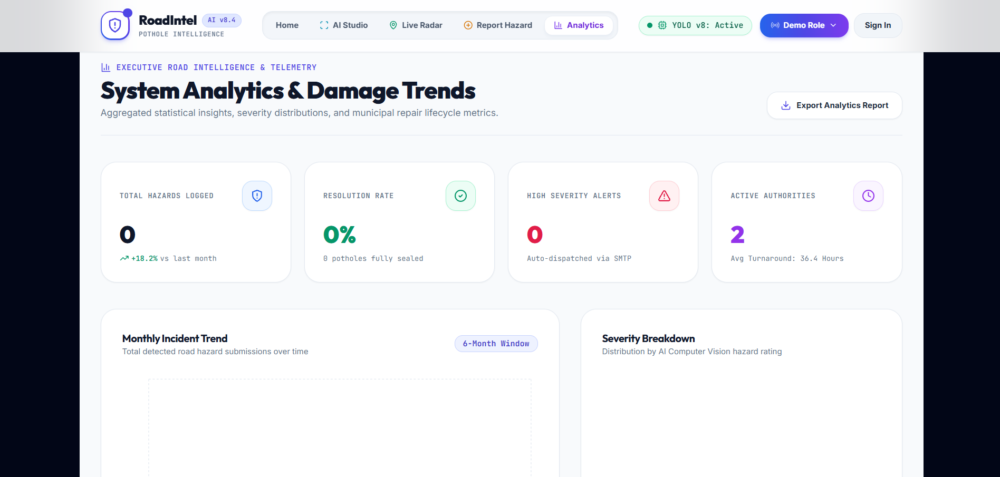 RoadIntel AI v8.4
POTHOLE INTELLIGENCE
Home AI Studio Live Radar Report Hazard Analytics
YOLO v8: Active
Demo Role
Sign In
EXECUTIVE ROAD INTELLIGENCE & TELEMETRY
System Analytics & Damage Trends
Aggregated statistical insights, severity distributions, and municipal repair lifecycle metrics.
Export Analytics Report
TOTAL HAZARDS LOGGED
0
+18.2% vs last month
RESOLUTION RATE
0%
0 potholes fully sealed
HIGH SEVERITY ALERTS
0
Auto-dispatched via SMTP
ACTIVE AUTHORITIES
2
Avg Turnaround: 36.4 Hours
Monthly Incident Trend
Total detected road hazard submissions over time
6-Month Window
Severity Breakdown
Distribution by AI Computer Vision hazard rating